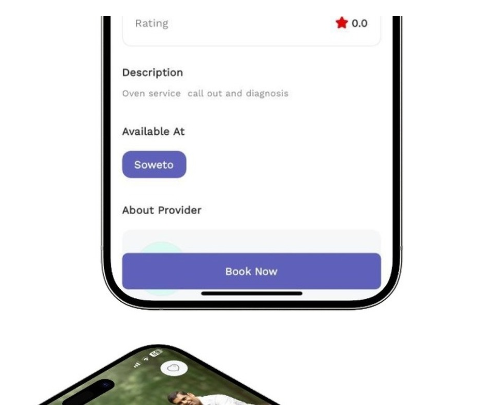 Rating
0.0
Description
Oven service call out and diagnosis
Available At
Soweto
About Provider
Book Now